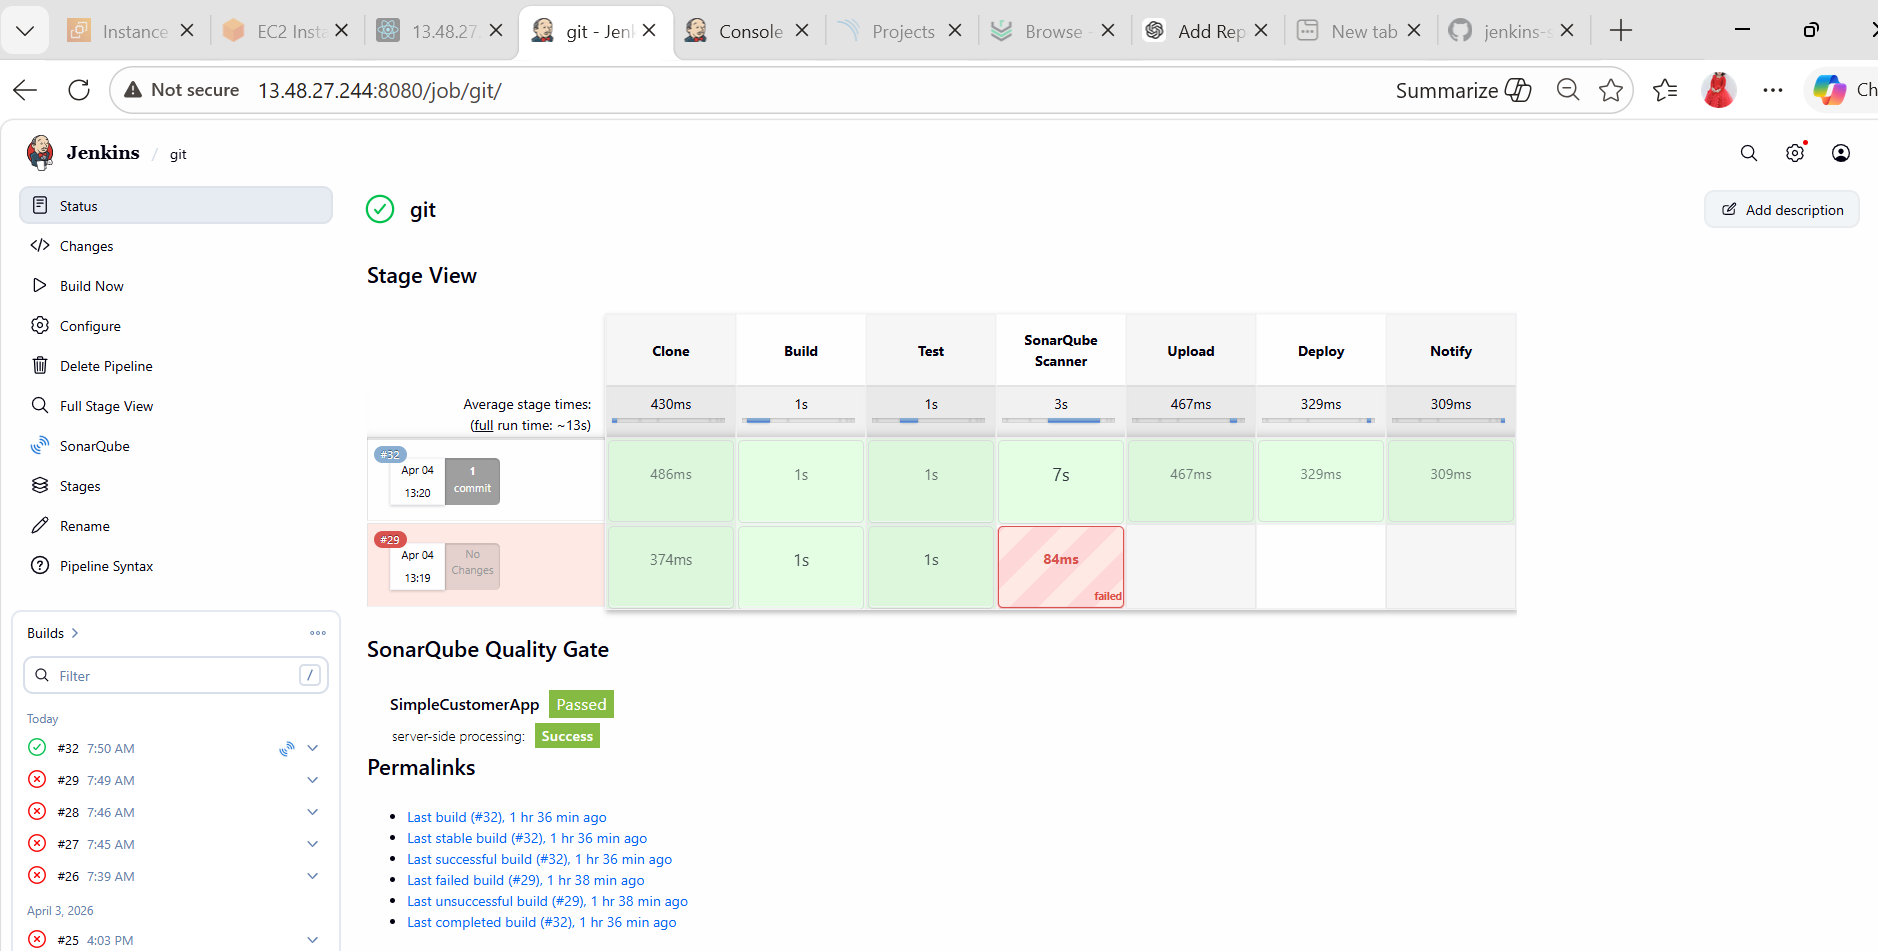 Instance
EC2 Insta
13.48.27.
git - Jen
Console
Projects
Browse -
Add Rep
New tab
jenkins-s
Not secure
13.48.27.244:8080/job/git/
Summarize
Ch
Jenkins / git
Status
Changes
Build Now
Configure
Delete Pipeline
Full Stage View
SonarQube
Stages
Rename
Pipeline Syntax
Builds
Filter
/
Today
#32 7:50 AM
#29 7:49 AM
#28 7:46 AM
#27 7:45 AM
#26 7:39 AM
April 3, 2026
#25 4:03 PM
git
Add description
Stage View
Clone
Build
Test
SonarQube
Scanner
Upload
Deploy
Notify
Average stage times:
(full run time: ~13s)
430ms
1s
1s
3s
467ms
329ms
309ms
#32
Apr 04
13:20
1
commit
486ms
1s
1s
7s
467ms
329ms
309ms
#29
Apr 04
13:19
No
Changes
374ms
1s
1s
84ms
failed
SonarQube Quality Gate
SimpleCustomerApp Passed
server-side processing: Success
Permalinks
Last build (#32), 1 hr 36 min ago
Last stable build (#32), 1 hr 36 min ago
Last successful build (#32), 1 hr 36 min ago
Last failed build (#29), 1 hr 38 min ago
Last unsuccessful build (#29), 1 hr 38 min ago
Last completed build (#32), 1 hr 36 min ago